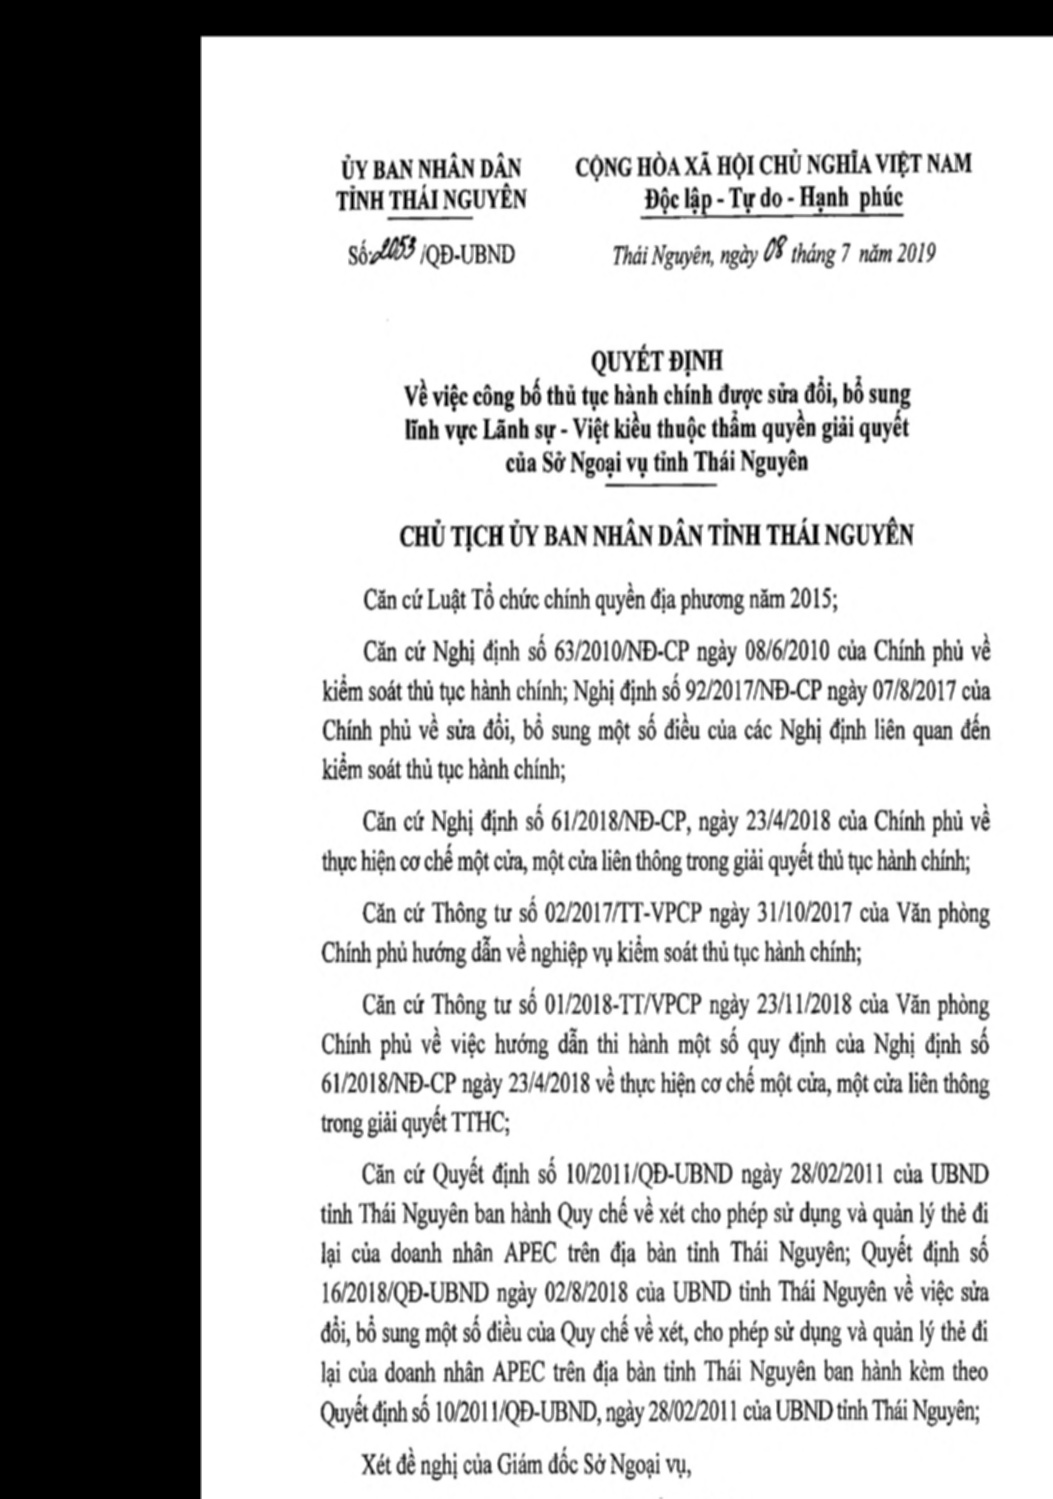 ỦY BAN NHÂN DÂN
TỈNH THÁI NGUYÊN
CỘNG HÒA XÃ HỘI CHỦ NGHĨA VIỆT NAM
Độc lập - Tự do - Hạnh phúc
Số: 2053 /QĐ-UBND
Thái Nguyên, ngày 08 tháng 7 năm 2019
QUYẾT ĐỊNH
Về việc công bố thủ tục hành chính được sửa đổi, bổ sung
lĩnh vực Lãnh sự - Việt kiều thuộc thẩm quyền giải quyết
của Sở Ngoại vụ tỉnh Thái Nguyên
CHỦ TỊCH ỦY BAN NHÂN DÂN TỈNH THÁI NGUYÊN
Căn cứ Luật Tổ chức chính quyền địa phương năm 2015;
Căn cứ Nghị định số 63/2010/NĐ-CP ngày 08/6/2010 của Chính phủ về
kiểm soát thủ tục hành chính; Nghị định số 92/2017/NĐ-CP ngày 07/8/2017 của
Chính phủ về sửa đổi, bổ sung một số điều của các Nghị định liên quan đến
kiểm soát thủ tục hành chính;
Căn cứ Nghị định số 61/2018/NĐ-CP, ngày 23/4/2018 của Chính phủ về
thực hiện cơ chế một cửa, một cửa liên thông trong giải quyết thủ tục hành chính;
Căn cứ Thông tư số 02/2017/TT-VPCP ngày 31/10/2017 của Văn phòng
Chính phủ hướng dẫn về nghiệp vụ kiểm soát thủ tục hành chính;
Căn cứ Thông tư số 01/2018-TT/VPCP ngày 23/11/2018 của Văn phòng
Chính phủ về việc hướng dẫn thi hành một số quy định của Nghị định số
61/2018/NĐ-CP ngày 23/4/2018 về thực hiện cơ chế một cửa, một cửa liên thông
trong giải quyết TTHC;
Căn cứ Quyết định số 10/2011/QĐ-UBND ngày 28/02/2011 của UBND
tỉnh Thái Nguyên ban hành Quy chế về xét cho phép sử dụng và quản lý thẻ đi
lại của doanh nhân APEC trên địa bàn tỉnh Thái Nguyên; Quyết định số
16/2018/QĐ-UBND ngày 02/8/2018 của UBND tỉnh Thái Nguyên về việc sửa
đổi, bổ sung một số điều của Quy chế về xét, cho phép sử dụng và quản lý thẻ đi
lại của doanh nhân APEC trên địa bàn tỉnh Thái Nguyên ban hành kèm theo
Quyết định số 10/2011/QĐ-UBND, ngày 28/02/2011 của UBND tỉnh Thái Nguyên;
Xét đề nghị của Giám đốc Sở Ngoại vụ,